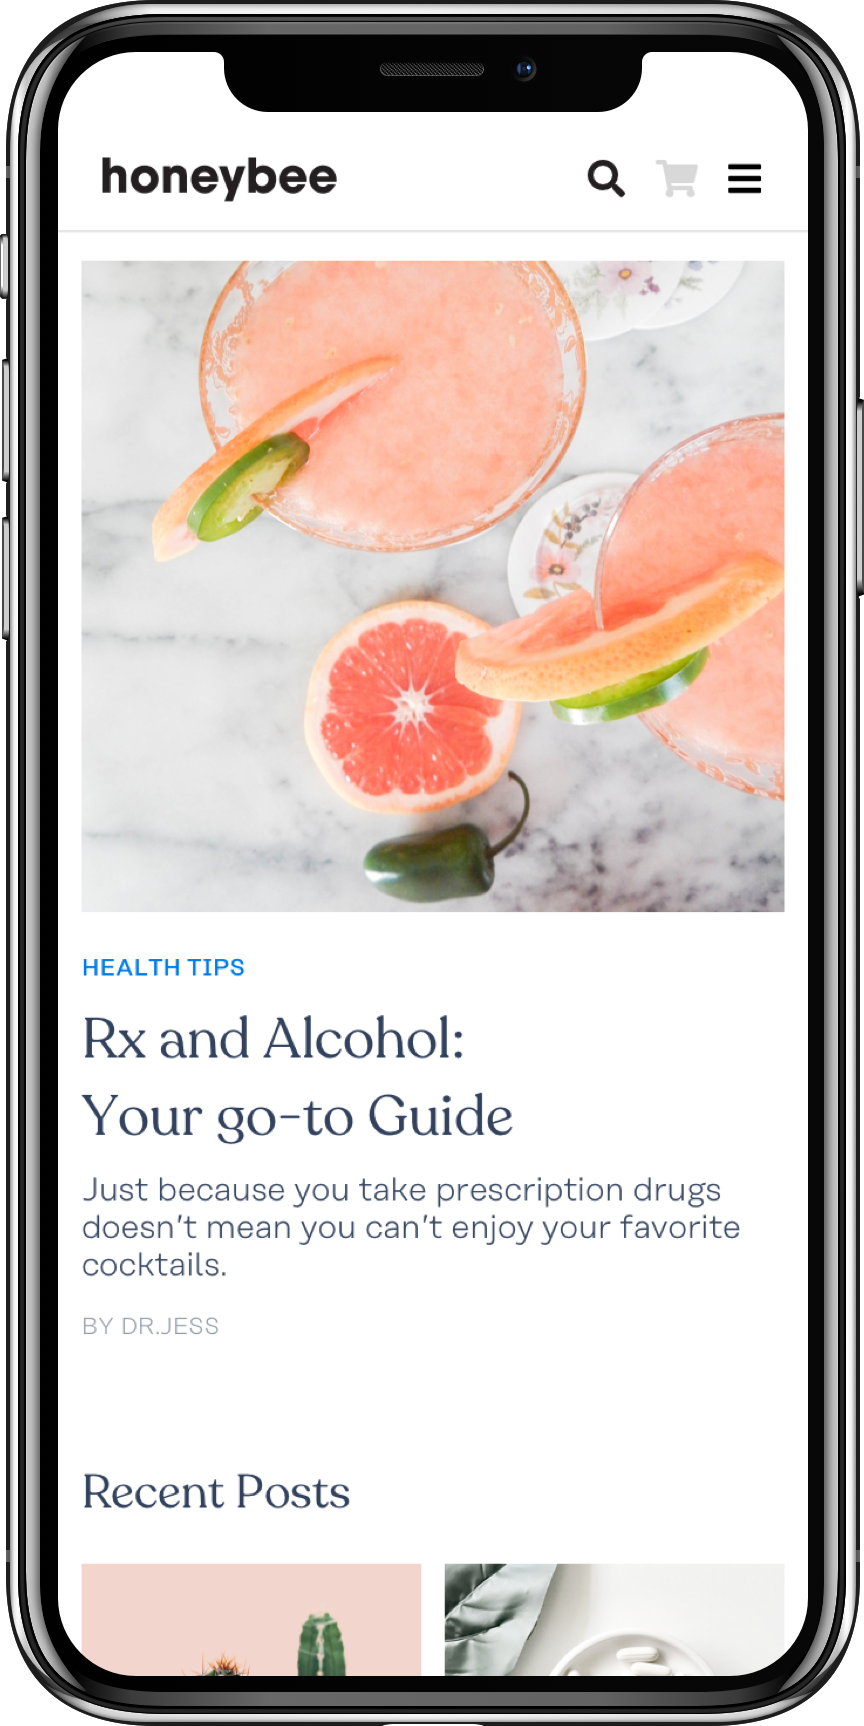 honeybee
HEALTH TIPS
Rx and Alcohol:
Your go-to Guide
Just because you take prescription drugs
doesn't mean you can't enjoy your favorite
cocktails.
BY DR.JESS
Recent Posts